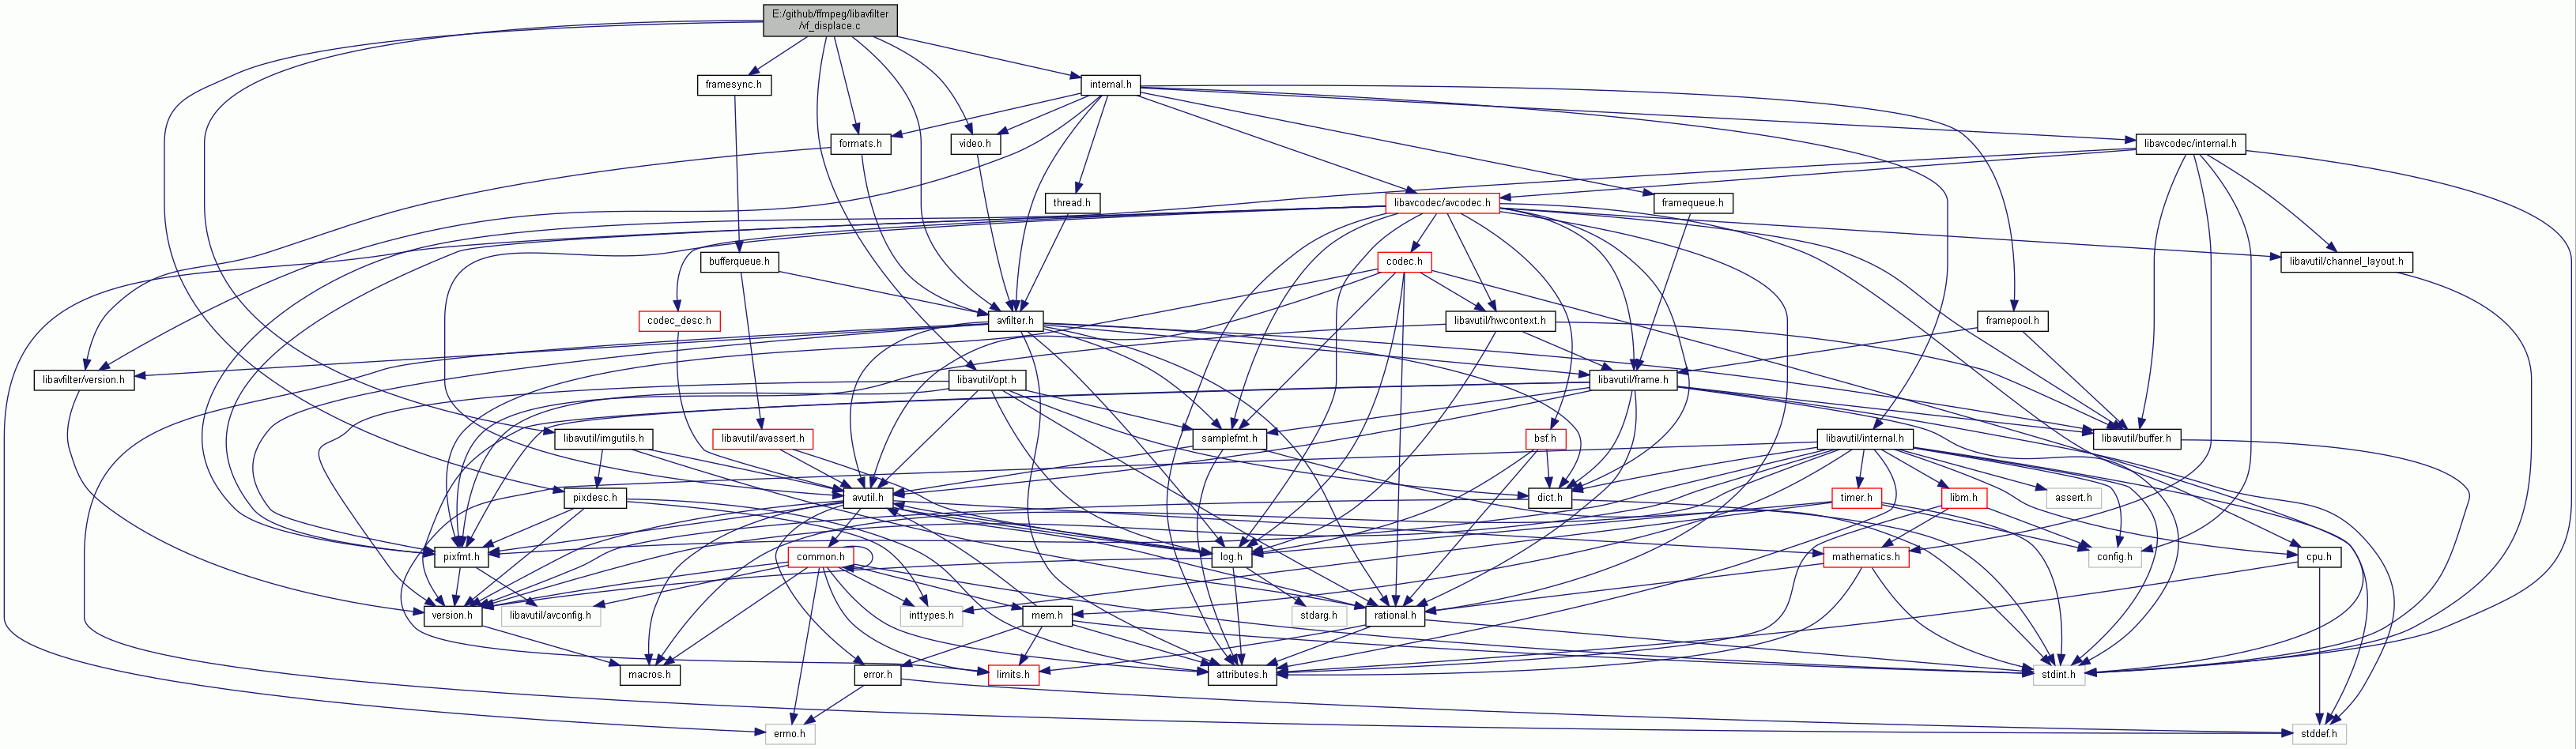 E:/github/ffmpeg/libavfilter
/vf_displace.c
framesync.h
internal.h
formats.h
video.h
libavcodec/internal.h
thread.h
libavcodec/avcodec.h
framequeue.h
bufferqueue.h
codec.h
libavutil/channel_layout.h
codec_desc.h
avfilter.h
libavutil/hwcontext.h
framepool.h
libavfilter/version.h
libavutil/opt.h
libavutil/frame.h
libavutil/imgutils.h
libavutil/avassert.h
samplefmt.h
bsf.h
libavutil/internal.h
libavutil/buffer.h
pixdesc.h
avutil.h
dict.h
timer.h
libm.h
assert.h
pixfmt.h
common.h
log.h
mathematics.h
config.h
cpu.h
version.h
libavutil/avconfig.h
inttypes.h
mem.h
stdarg.h
rational.h
macros.h
error.h
limits.h
attributes.h
stdint.h
errno.h
stddef.h